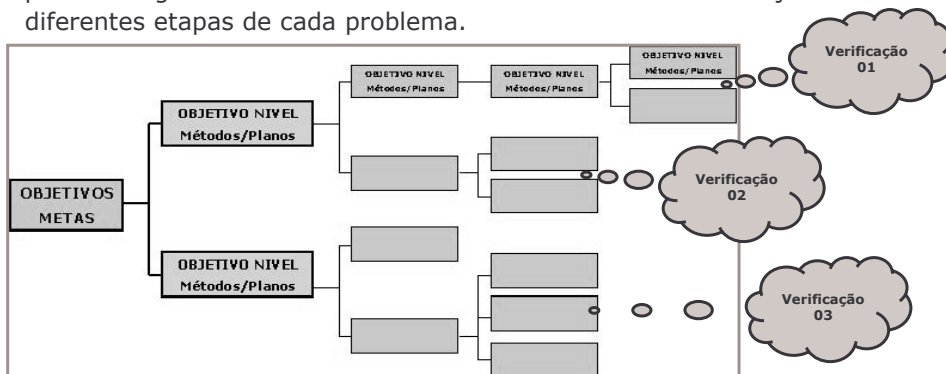 diferentes etapas de cada problema.
OBJETIVO NIVEL
Métodos/Planos
Verificação
01
OBJETIVO NIVEL
Métodos/Planos
OBJETIVO NIVEL
Métodos/Planos
OBJETIVO NIVEL
Métodos/Planos
Verificação
02
OBJETIVOS
METAS
OBJETIVO NIVEL
Métodos/Planos
Verificação
03